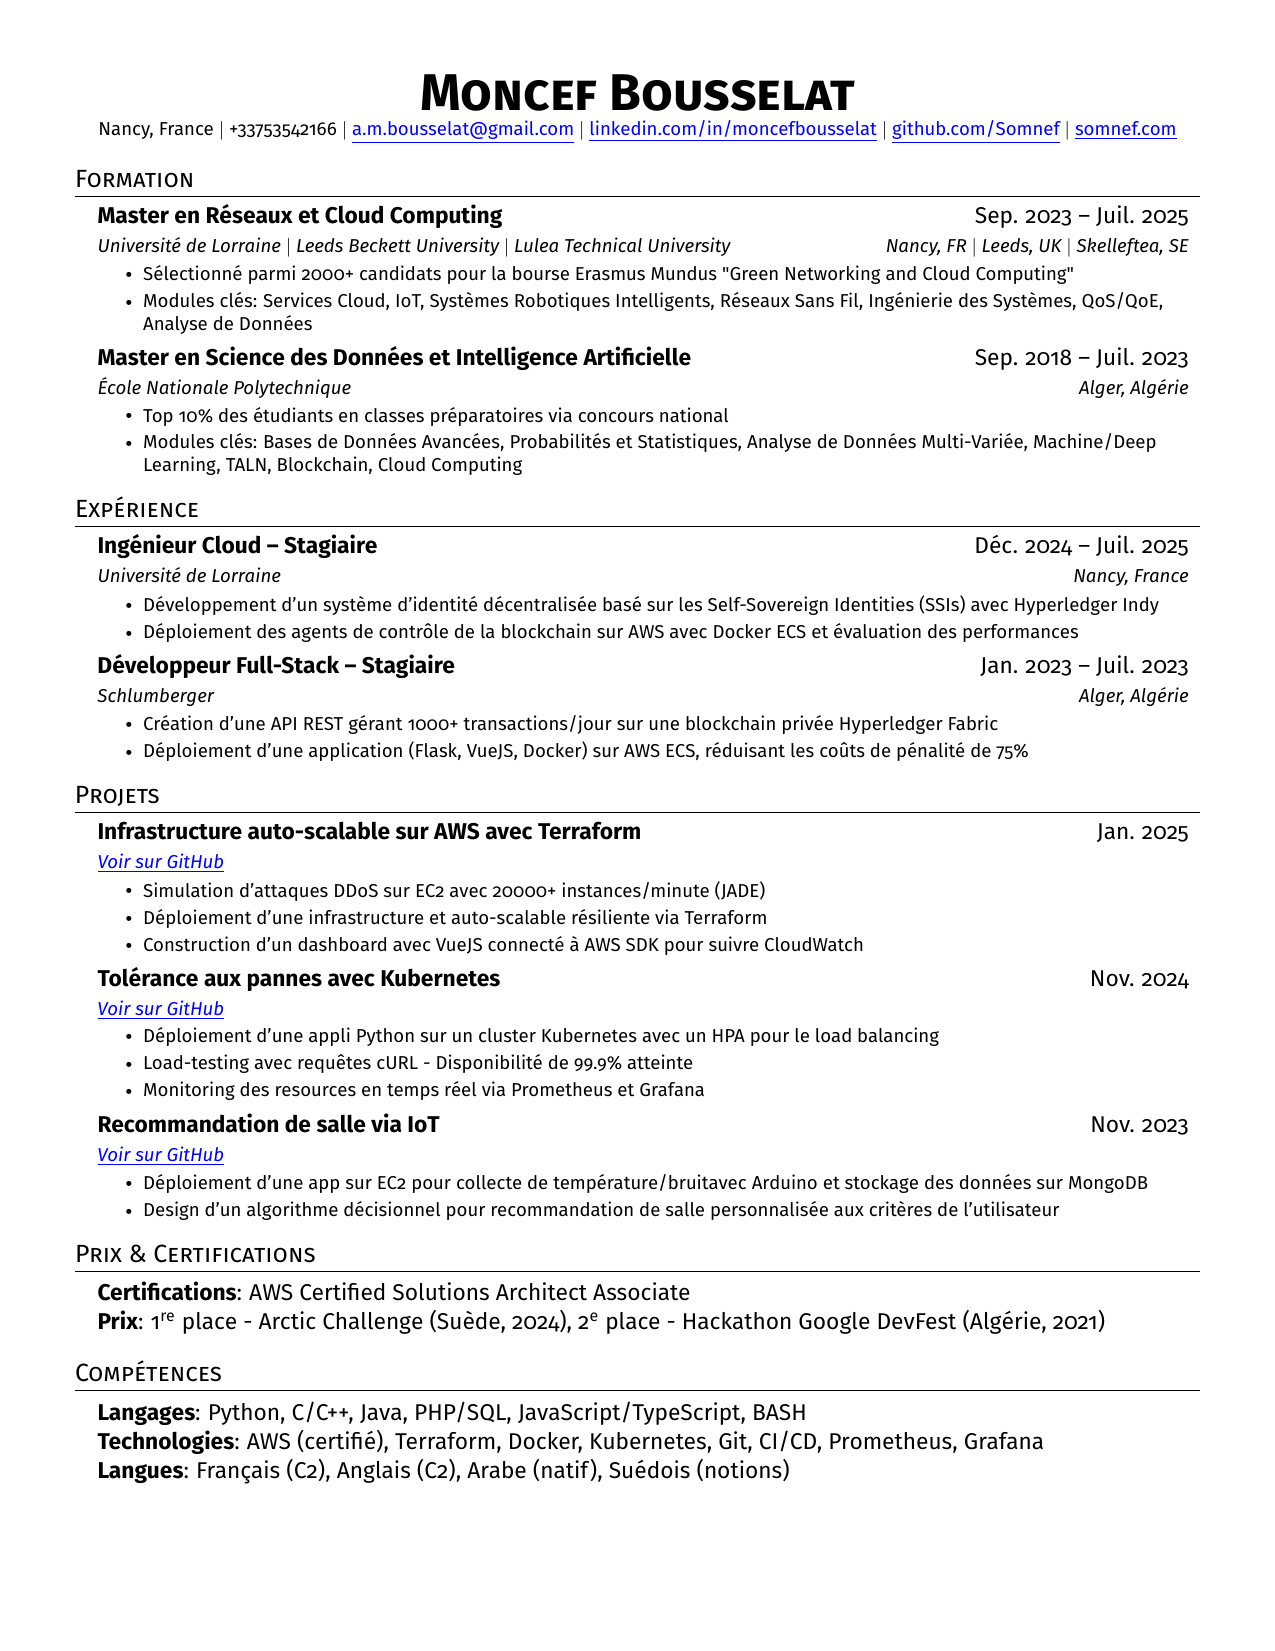 Moncef Bousselat
Nancy, France | +33753542166 | a.m.bousselat@gmail.com | linkedin.com/in/moncefbousselat | github.com/Somnef | somnef.com
Formation
Master en Réseaux et Cloud Computing Sep. 2023 – Juil. 2025
Université de Lorraine | Leeds Beckett University | Lulea Technical University Nancy, FR | Leeds, UK | Skelleftea, SE
• Sélectionné parmi 2000+ candidats pour la bourse Erasmus Mundus "Green Networking and Cloud Computing"
• Modules clés: Services Cloud, IoT, Systèmes Robotiques Intelligents, Réseaux Sans Fil, Ingénierie des Systèmes, QoS/QoE,
Analyse de Données
Master en Science des Données et Intelligence Artificielle Sep. 2018 – Juil. 2023
École Nationale Polytechnique Alger, Algérie
• Top 10% des étudiants en classes préparatoires via concours national
• Modules clés: Bases de Données Avancées, Probabilités et Statistiques, Analyse de Données Multi-Variée, Machine/Deep
Learning, TALN, Blockchain, Cloud Computing
Expérience
Ingénieur Cloud – Stagiaire Déc. 2024 – Juil. 2025
Université de Lorraine Nancy, France
• Développement d’un système d’identité décentralisée basé sur les Self-Sovereign Identities (SSIs) avec Hyperledger Indy
• Déploiement des agents de contrôle de la blockchain sur AWS avec Docker ECS et évaluation des performances
Développeur Full-Stack – Stagiaire Jan. 2023 – Juil. 2023
Schlumberger Alger, Algérie
• Création d’une API REST gérant 1000+ transactions/jour sur une blockchain privée Hyperledger Fabric
• Déploiement d’une application (Flask, VueJS, Docker) sur AWS ECS, réduisant les coûts de pénalité de 75%
Projets
Infrastructure auto-scalable sur AWS avec Terraform Jan. 2025
Voir sur GitHub
• Simulation d’attaques DDoS sur EC2 avec 20000+ instances/minute (JADE)
• Déploiement d’une infrastructure et auto-scalable résiliente via Terraform
• Construction d’un dashboard avec VueJS connecté à AWS SDK pour suivre CloudWatch
Tolérance aux pannes avec Kubernetes Nov. 2024
Voir sur GitHub
• Déploiement d’une appli Python sur un cluster Kubernetes avec un HPA pour le load balancing
• Load-testing avec requêtes cURL - Disponibilité de 99.9% atteinte
• Monitoring des resources en temps réel via Prometheus et Grafana
Recommandation de salle via IoT Nov. 2023
Voir sur GitHub
• Déploiement d’une app sur EC2 pour collecte de température/bruitavec Arduino et stockage des données sur MongoDB
• Design d’un algorithme décisionnel pour recommandation de salle personnalisée aux critères de l’utilisateur
Prix & Certifications
Certifications: AWS Certified Solutions Architect Associate
Prix: 1re place - Arctic Challenge (Suède, 2024), 2e place - Hackathon Google DevFest (Algérie, 2021)
Compétences
Langages: Python, C/C++, Java, PHP/SQL, JavaScript/TypeScript, BASH
Technologies: AWS (certifié), Terraform, Docker, Kubernetes, Git, CI/CD, Prometheus, Grafana
Langues: Français (C2), Anglais (C2), Arabe (natif), Suédois (notions)